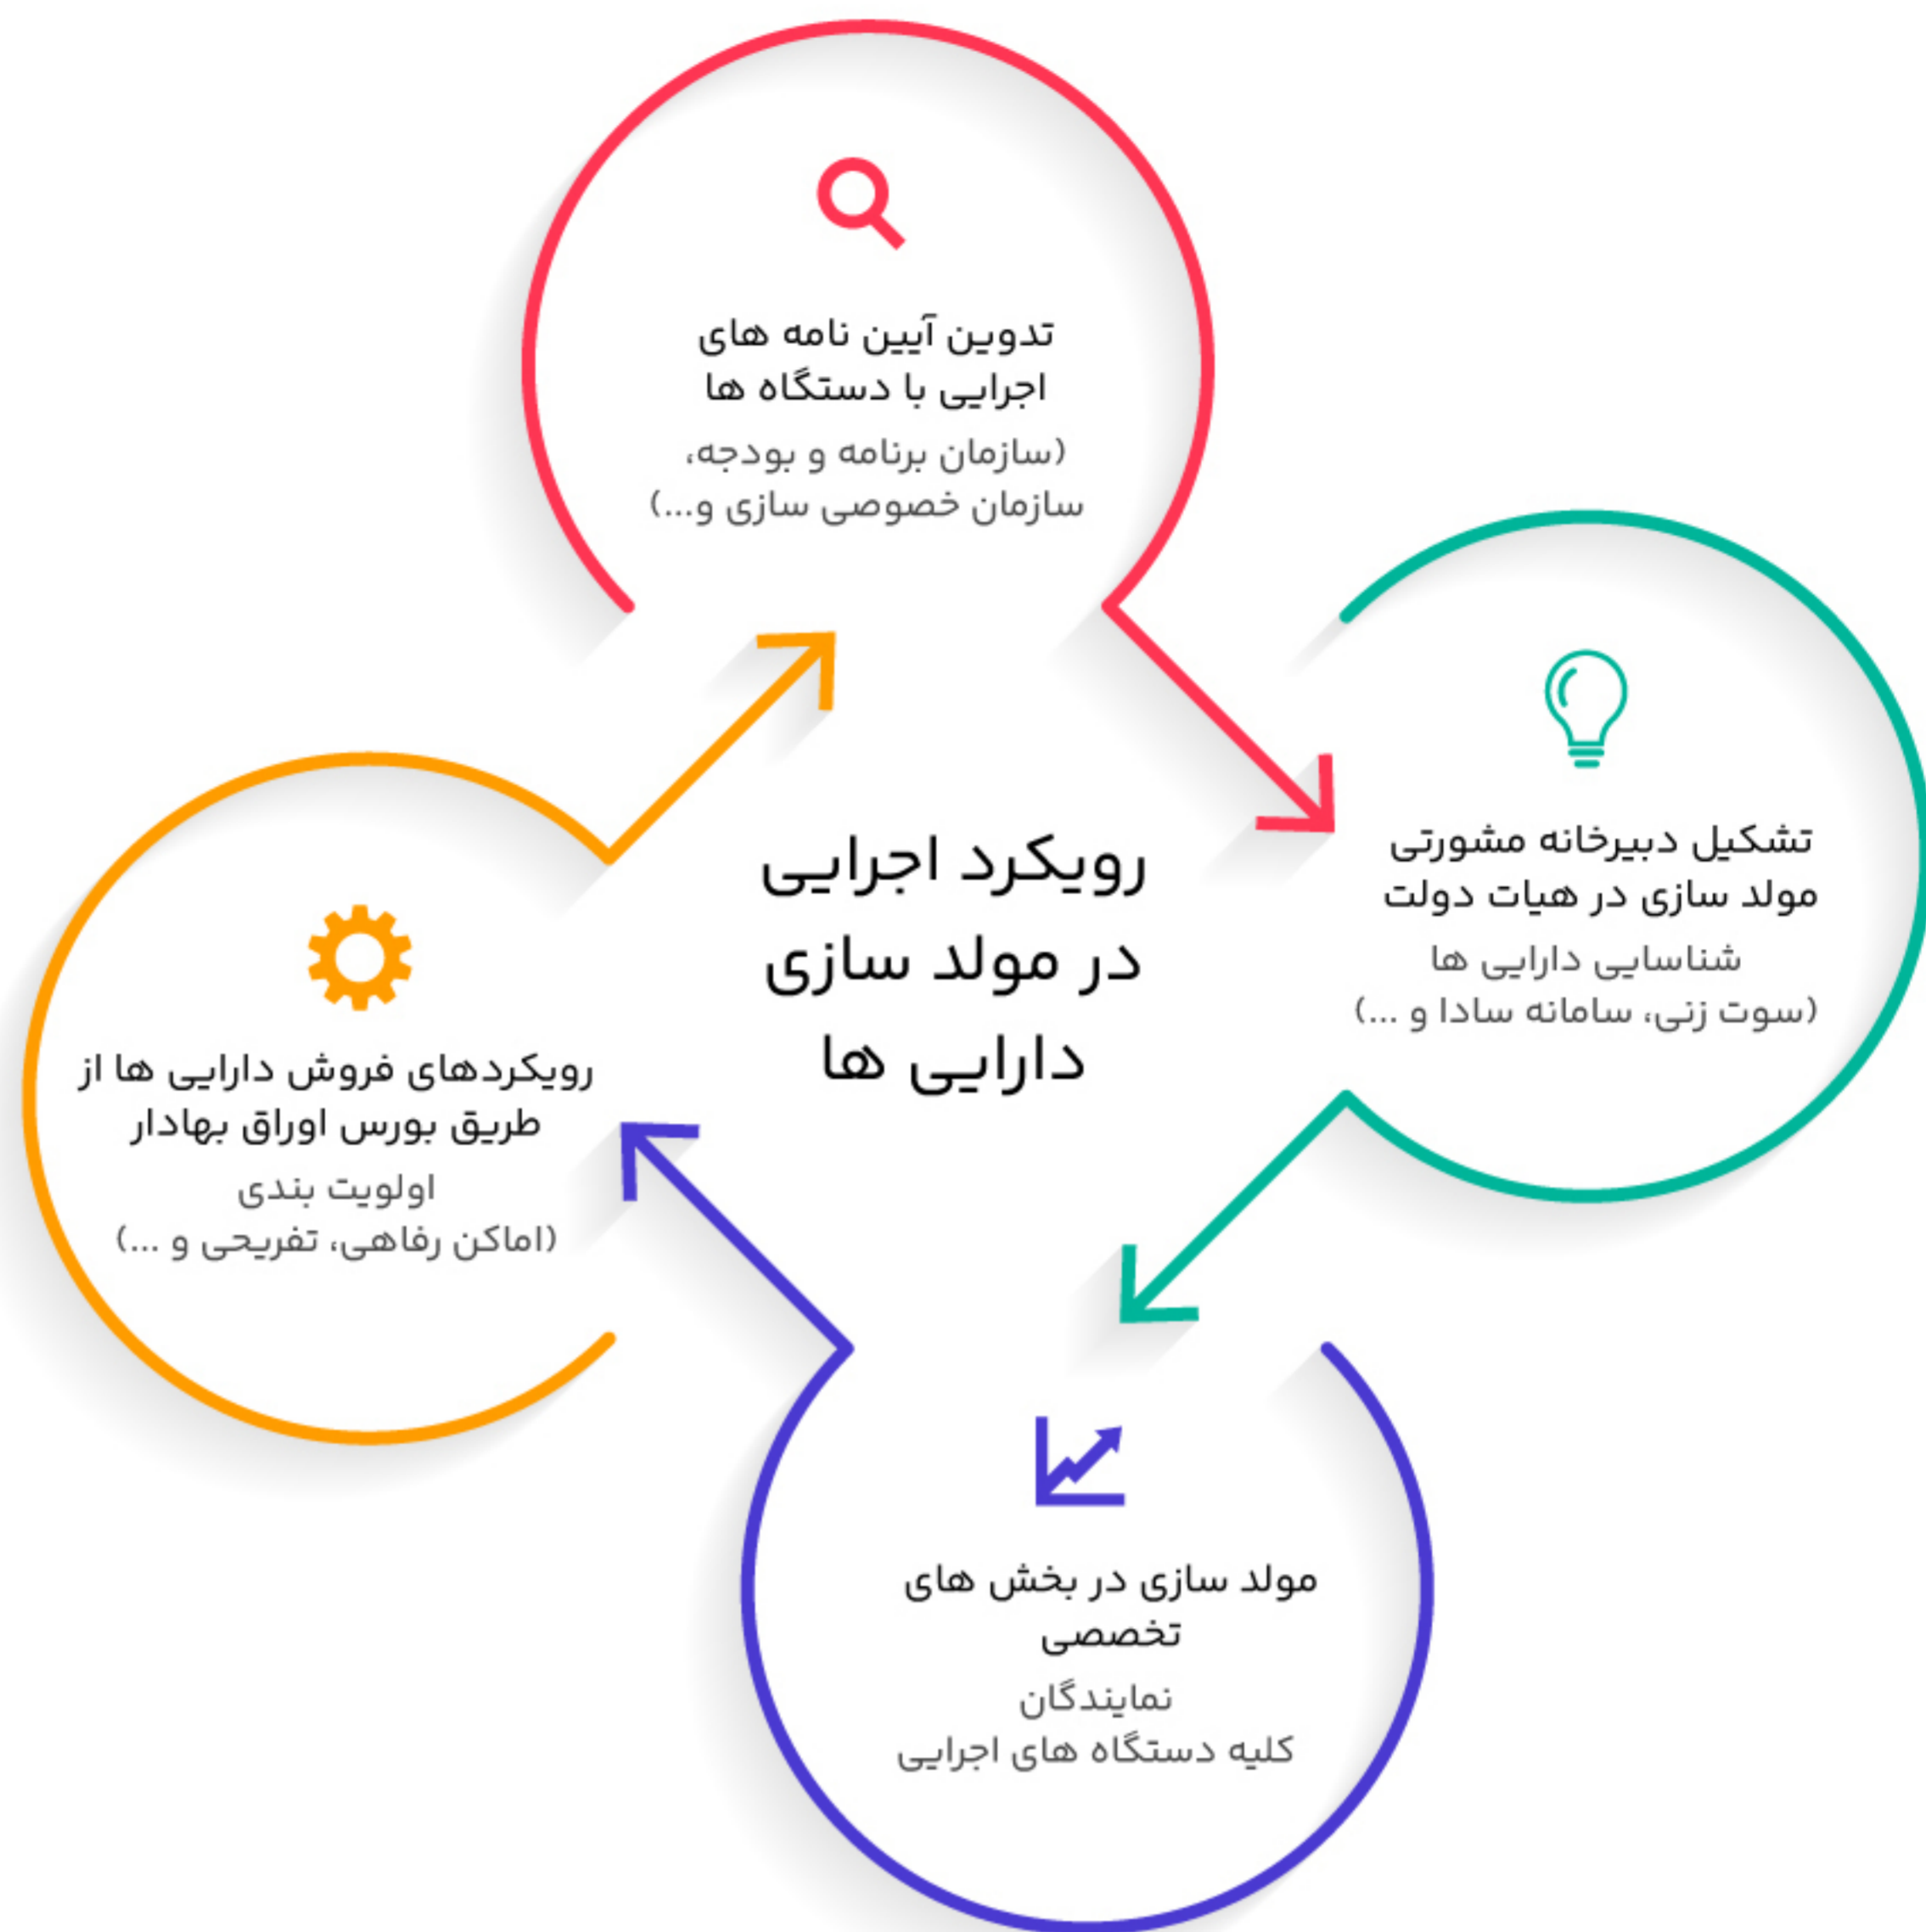 تدوین آیین نامه های
اجرایی با دستگاه ها
(سازمان برنامه و بودجه،
سازمان خصوصی سازی و...)
تشکیل دبیرخانه مشورتی
مولد سازی در هیات دولت
شناسایی دارایی ها
(سوت زنی، سامانه سادا و ...)
رویکرد اجرایی
در مولد سازی
دارایی ها
رویکردهای فروش دارایی ها از
طریق بورس اوراق بهادار
اولویت بندی
(اماکن رفاهی، تفریحی و ...)
مولد سازی در بخش های
تخصصی
نمایندگان
کلیه دستگاه های اجرایی